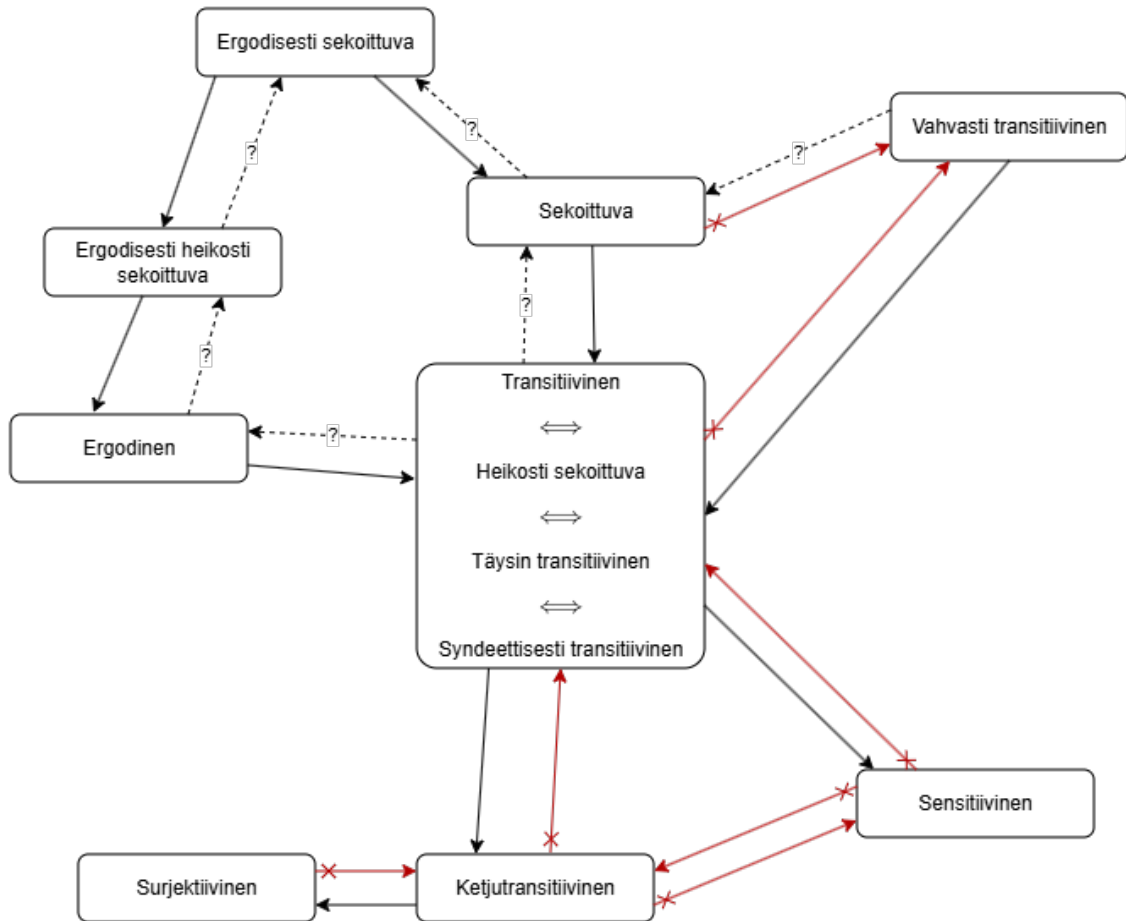 Ergodisesti sekoittuva
Vahvasti transitiivinen
?
?
?
Sekoittuva
Ergodisesti heikosti
sekoittuva
?
?
Transitiivinen
?
Ergodinen
⟺
Heikosti sekoittuva
⟺
Täysin transitiivinen
⟺
Syndeettisesti transitiivinen
Sensitiivinen
Surjektiivinen
Ketjutransitiivinen